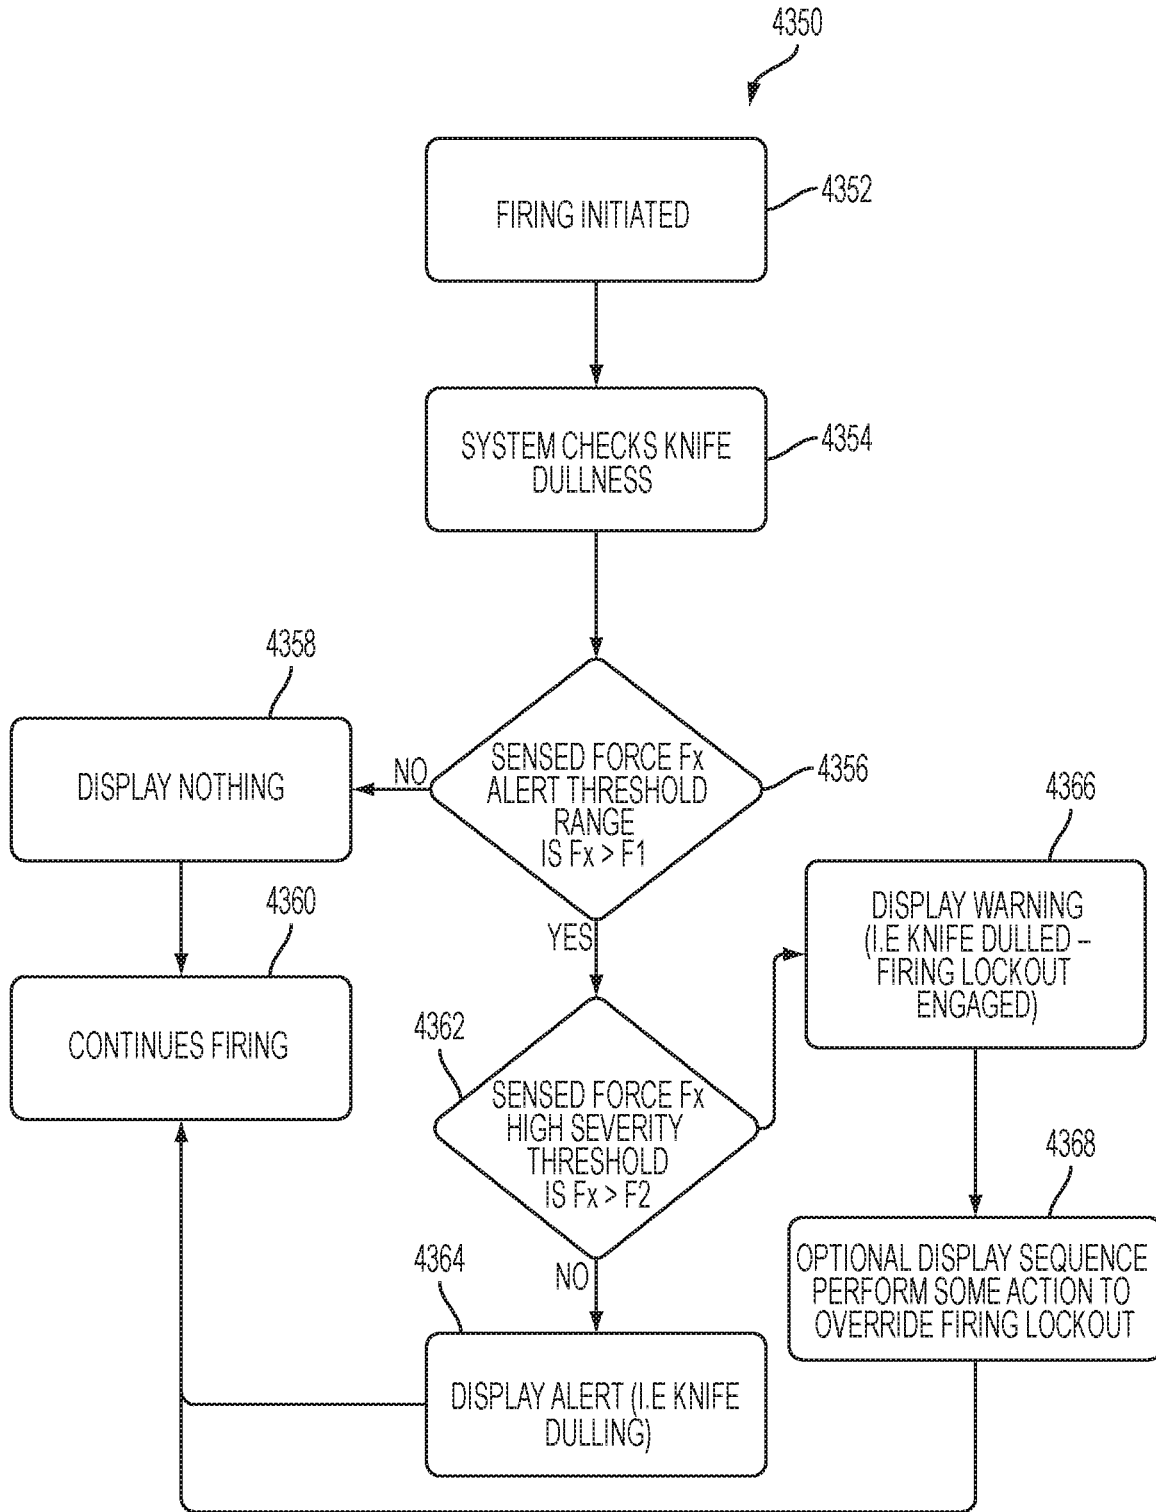 4350
FIRING INITIATED
4352
SYSTEM CHECKS KNIFE
DULLNESS
4354
4358
DISPLAY NOTHING
NO
SENSED FORCE Fx
ALERT THRESHOLD
RANGE
IS Fx > F1
4356
4360
CONTINUES FIRING
YES
4362
SENSED FORCE Fx
HIGH SEVERITY
THRESHOLD
IS Fx > F2
4366
DISPLAY WARNING
(I.E KNIFE DULLED –
FIRING LOCKOUT
ENGAGED)
4368
OPTIONAL DISPLAY SEQUENCE
PERFORM SOME ACTION TO
OVERRIDE FIRING LOCKOUT
NO
4364
DISPLAY ALERT (I.E KNIFE
DULLING)